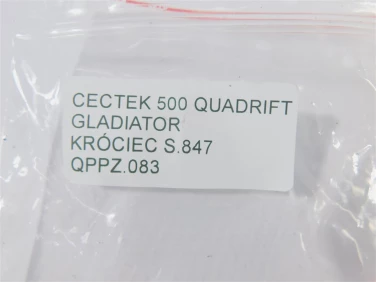 CECTEK 500 QUADRIFT
GLADIATOR
KRÓCIEC S.847
QPPZ.083